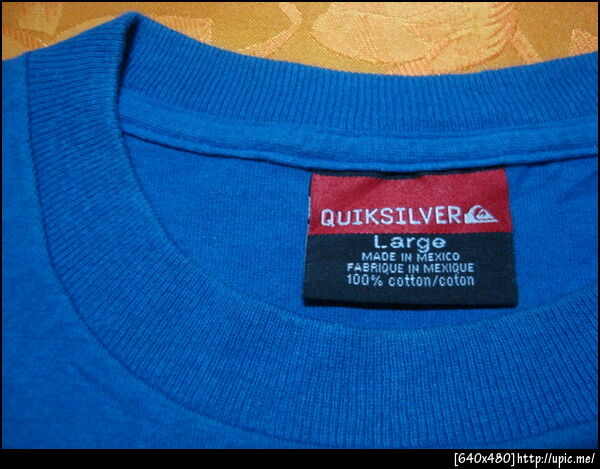 QUIKSILVER
Large
MADE IN MEXICO
FABRIQUE IN MEXIQUE
100% cotton/coton
[640x480]http://upic.me/